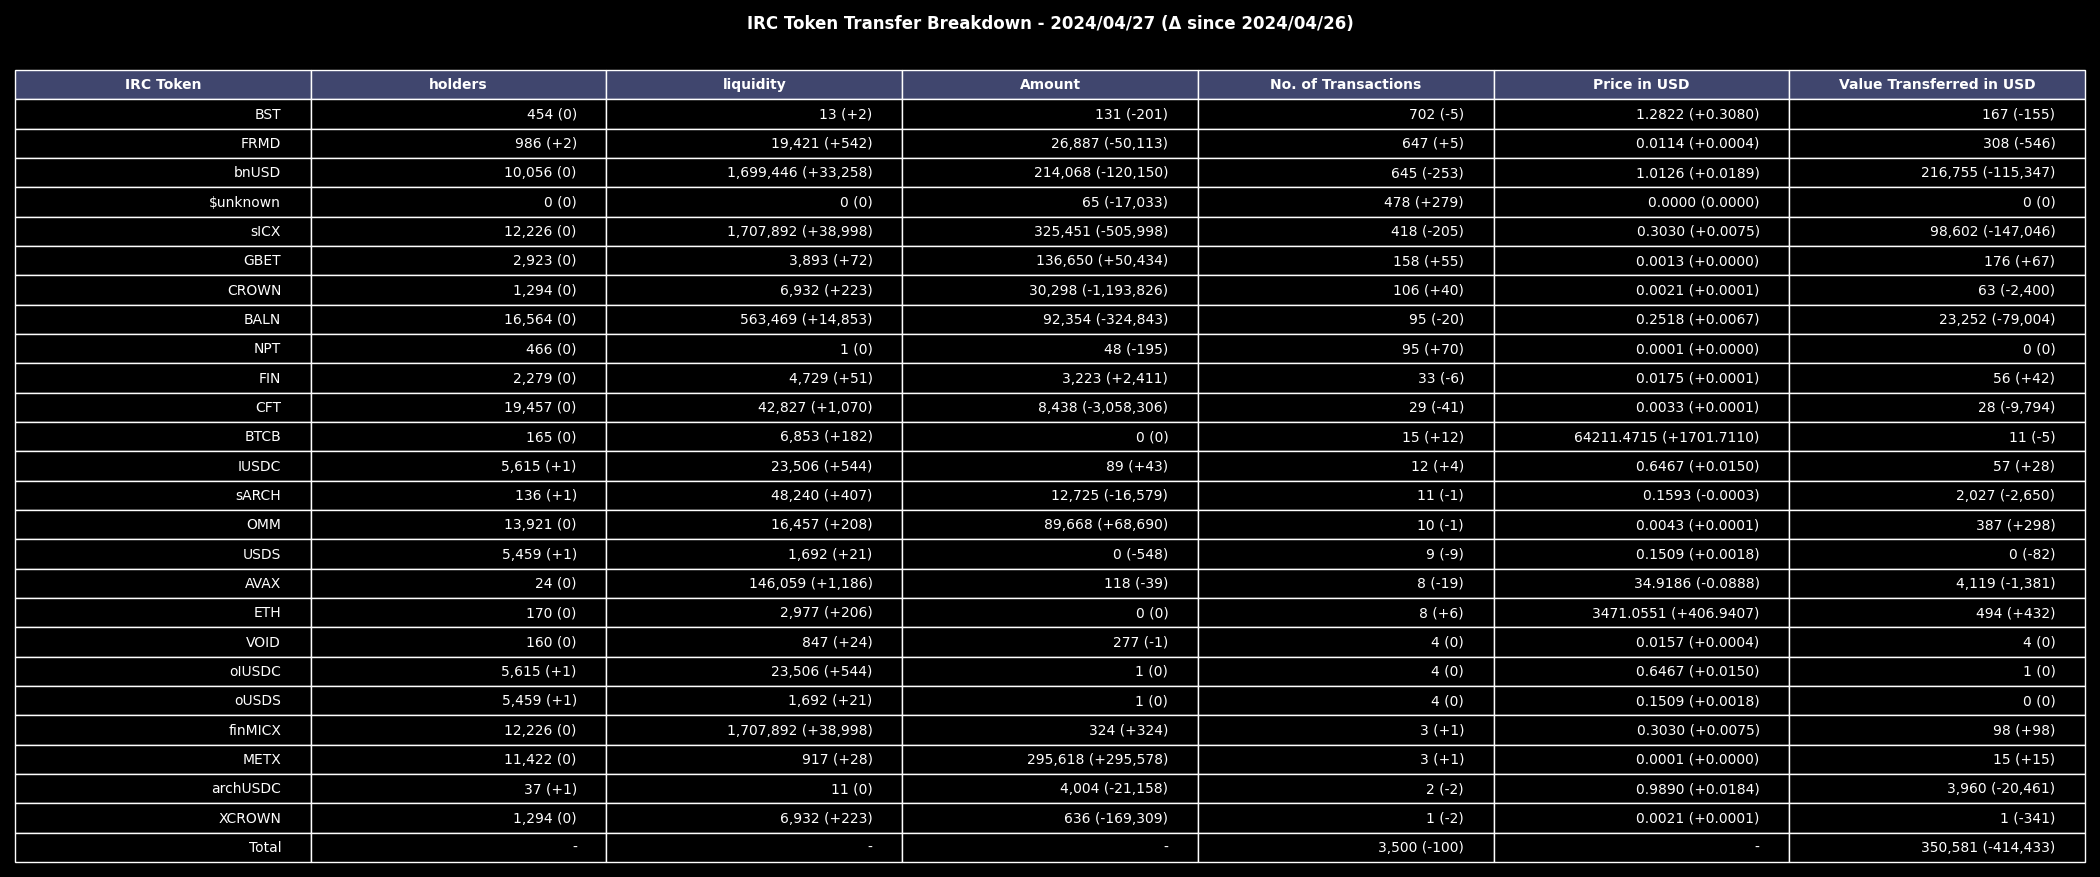 IRC Token Transfer Breakdown - 2024/04/27 (Δ since 2024/04/26)
IRC Token holders liquidity Amount No. of Transactions Price in USD Value Transferred in USD
BST 454 (0) 13 (+2) 131 (-201) 702 (-5) 1.2822 (+0.3080) 167 (-155)
FRMD 986 (+2) 19,421 (+542) 26,887 (-50,113) 647 (+5) 0.0114 (+0.0004) 308 (-546)
bnUSD 10,056 (0) 1,699,446 (+33,258) 214,068 (-120,150) 645 (-253) 1.0126 (+0.0189) 216,755 (-115,347)
$unknown 0 (0) 0 (0) 65 (-17,033) 478 (+279) 0.0000 (0.0000) 0 (0)
sICX 12,226 (0) 1,707,892 (+38,998) 325,451 (-505,998) 418 (-205) 0.3030 (+0.0075) 98,602 (-147,046)
GBET 2,923 (0) 3,893 (+72) 136,650 (+50,434) 158 (+55) 0.0013 (+0.0000) 176 (+67)
CROWN 1,294 (0) 6,932 (+223) 30,298 (-1,193,826) 106 (+40) 0.0021 (+0.0001) 63 (-2,400)
BALN 16,564 (0) 563,469 (+14,853) 92,354 (-324,843) 95 (-20) 0.2518 (+0.0067) 23,252 (-79,004)
NPT 466 (0) 1 (0) 48 (-195) 95 (+70) 0.0001 (+0.0000) 0 (0)
FIN 2,279 (0) 4,729 (+51) 3,223 (+2,411) 33 (-6) 0.0175 (+0.0001) 56 (+42)
CFT 19,457 (0) 42,827 (+1,070) 8,438 (-3,058,306) 29 (-41) 0.0033 (+0.0001) 28 (-9,794)
BTCB 165 (0) 6,853 (+182) 0 (0) 15 (+12) 64211.4715 (+1701.7110) 11 (-5)
IUSDC 5,615 (+1) 23,506 (+544) 89 (+43) 12 (+4) 0.6467 (+0.0150) 57 (+28)
sARCH 136 (+1) 48,240 (+407) 12,725 (-16,579) 11 (-1) 0.1593 (-0.0003) 2,027 (-2,650)
OMM 13,921 (0) 16,457 (+208) 89,668 (+68,690) 10 (-1) 0.0043 (+0.0001) 387 (+298)
USDS 5,459 (+1) 1,692 (+21) 0 (-548) 9 (-9) 0.1509 (+0.0018) 0 (-82)
AVAX 24 (0) 146,059 (+1,186) 118 (-39) 8 (-19) 34.9186 (-0.0888) 4,119 (-1,381)
ETH 170 (0) 2,977 (+206) 0 (0) 8 (+6) 3471.0551 (+406.9407) 494 (+432)
VOID 160 (0) 847 (+24) 277 (-1) 4 (0) 0.0157 (+0.0004) 4 (0)
oIUSDC 5,615 (+1) 23,506 (+544) 1 (0) 4 (0) 0.6467 (+0.0150) 1 (0)
oUSDS 5,459 (+1) 1,692 (+21) 1 (0) 4 (0) 0.1509 (+0.0018) 0 (0)
finMICX 12,226 (0) 1,707,892 (+38,998) 324 (+324) 3 (+1) 0.3030 (+0.0075) 98 (+98)
METX 11,422 (0) 917 (+28) 295,618 (+295,578) 3 (+1) 0.0001 (+0.0000) 15 (+15)
archUSDC 37 (+1) 11 (0) 4,004 (-21,158) 2 (-2) 0.9890 (+0.0184) 3,960 (-20,461)
XCROWN 1,294 (0) 6,932 (+223) 636 (-169,309) 1 (-2) 0.0021 (+0.0001) 1 (-341)
Total - - - 3,500 (-100) - 350,581 (-414,433)